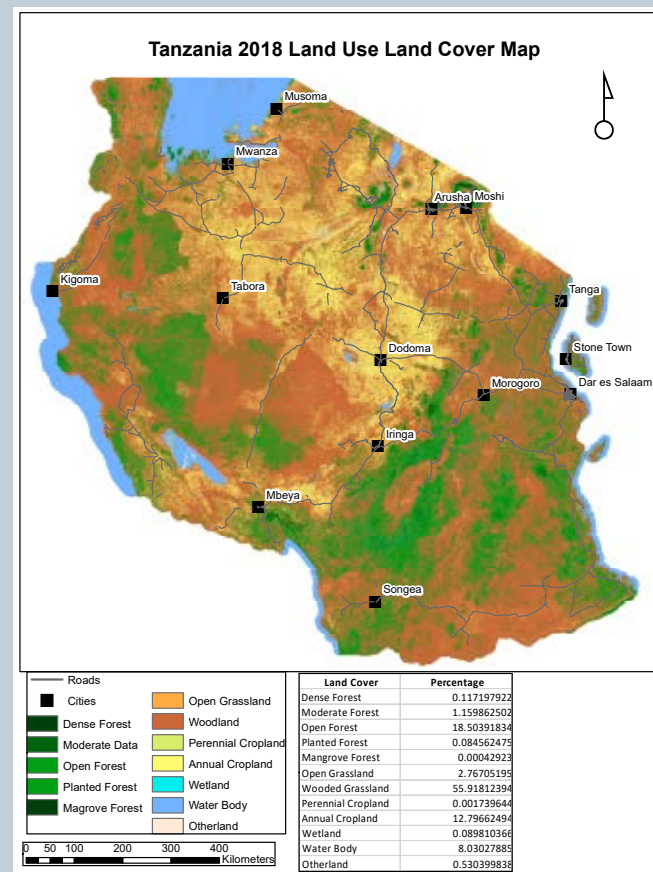 Tanzania 2018 Land Use Land Cover Map
Musoma
Mwanza
Arusha Moshi
Kigoma
Tabora
Tanga
Stone Town
Dodoma
Dar es Salaam
Morogoro
Iringa
Mbeya
Songea
Roads
Cities
Dense Forest
Moderate Data
Open Forest
Planted Forest
Magrove Forest
Open Grassland
Woodland
Perennial Cropland
Annual Cropland
Wetland
Water Body
Otherland
0 50 100 200 300 400
Kilometers
Land Cover Percentage
Dense Forest 0.117197922
Moderate Forest 1.159862502
Open Forest 18.50391834
Planted Forest 0.084562475
Mangrove Forest 0.00042923
Open Grassland 2.76705195
Wooded Grassland 55.91812394
Perennial Cropland 0.001739644
Annual Cropland 12.79662494
Wetland 0.089810366
Water Body 8.03027885
Otherland 0.530399838